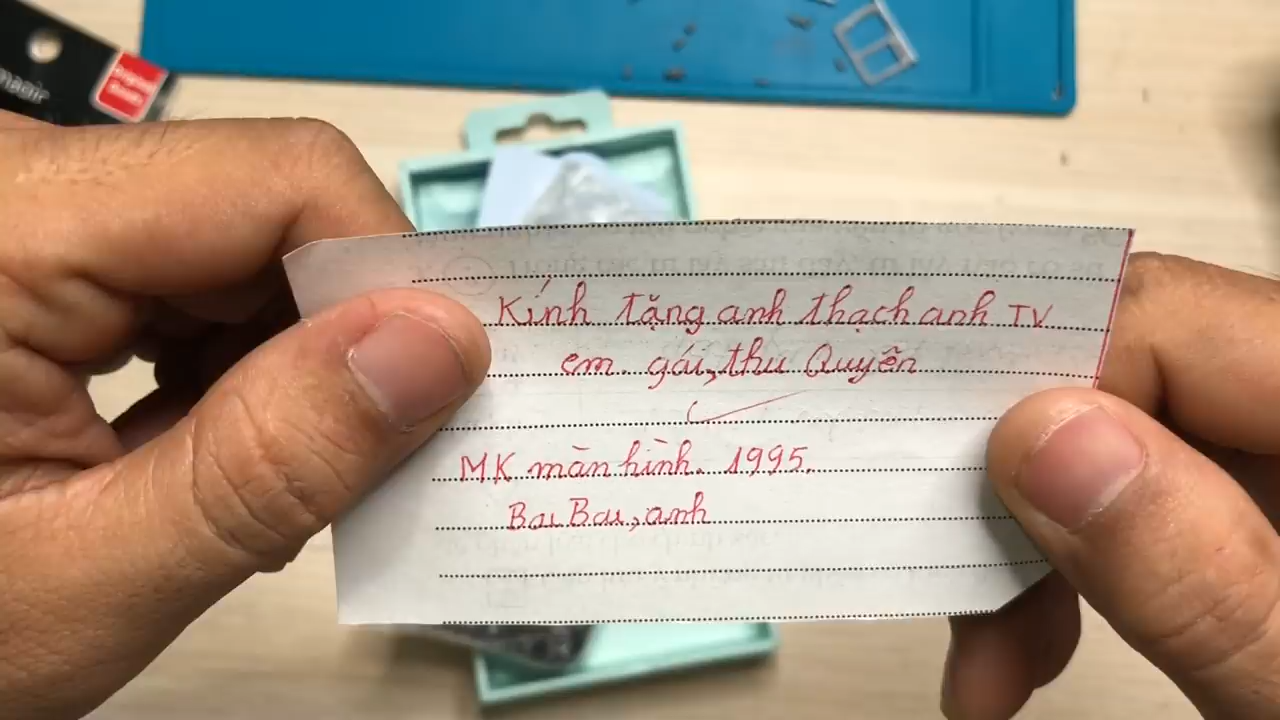 Kính tặng anh thạch anh TV
em. gái, thu Quyên
MK màn hình. 1995.
Bai Bai, anh